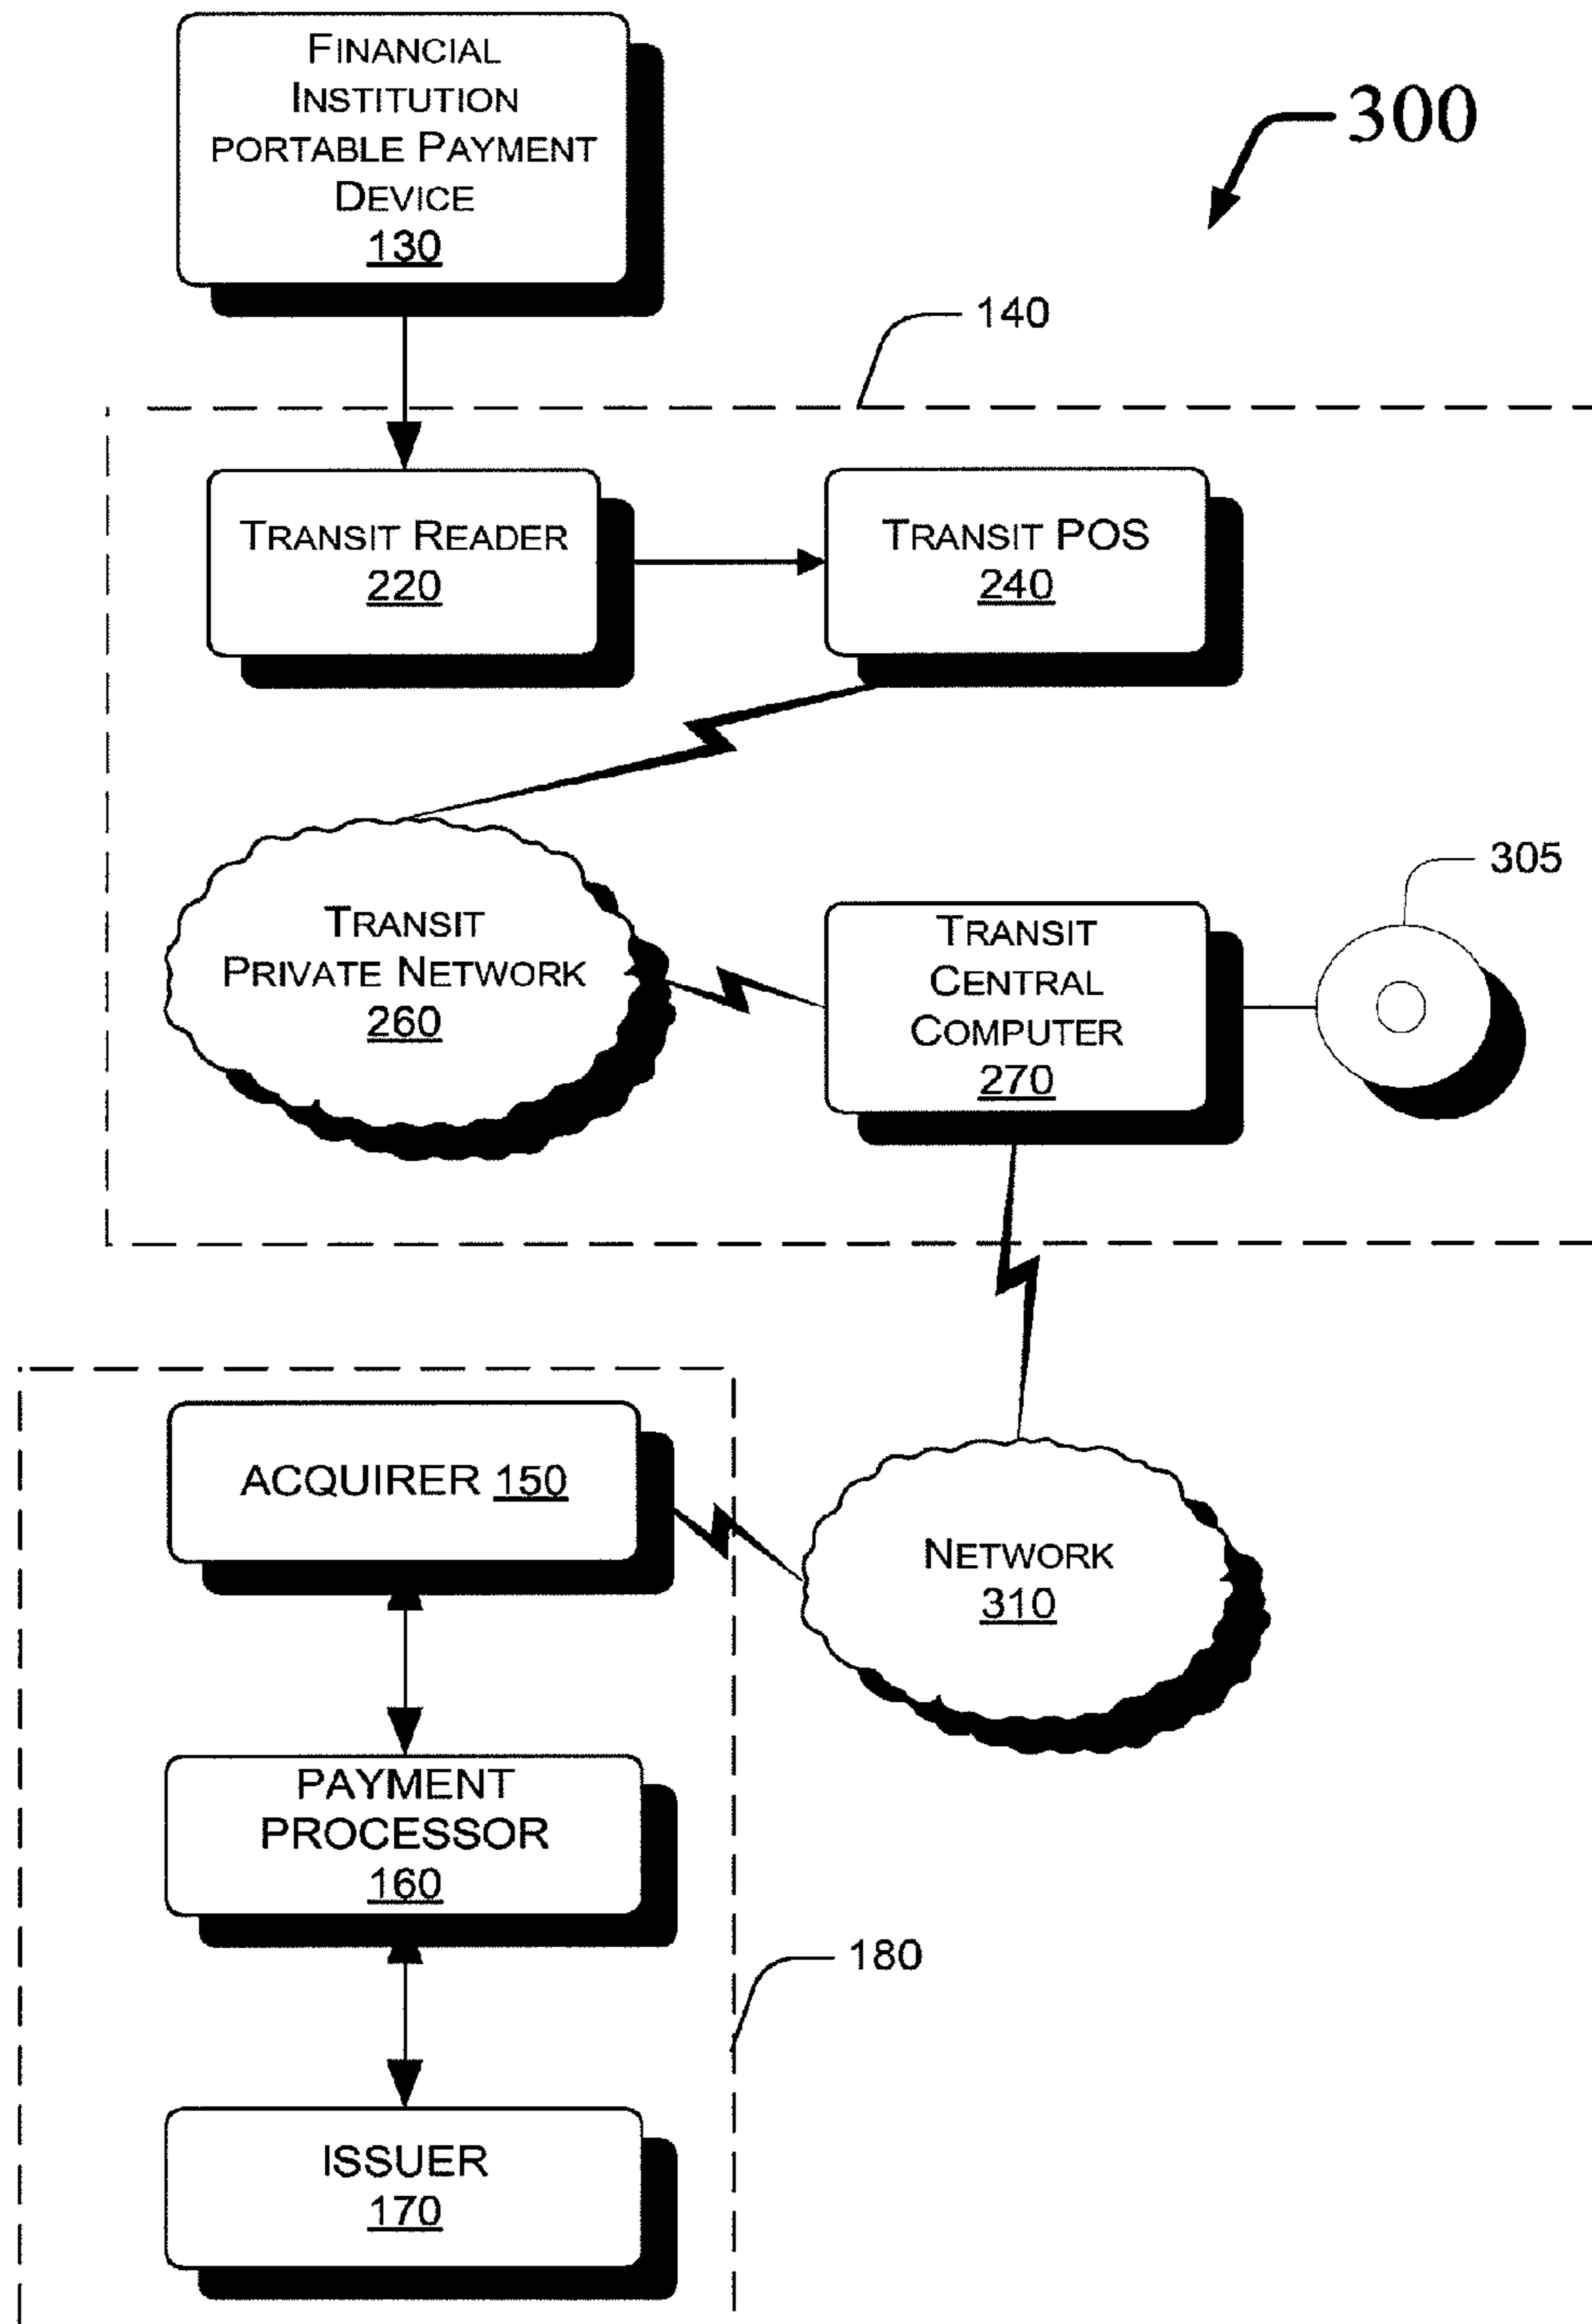 FINANCIAL
INSTITUTION
PORTABLE PAYMENT
DEVICE
130
300
140
TRANSIT READER
220
TRANSIT POS
240
TRANSIT
PRIVATE NETWORK
260
TRANSIT
CENTRAL
COMPUTER
270
305
ACQUIRER 150
NETWORK
310
PAYMENT
PROCESSOR
160
180
ISSUER
170